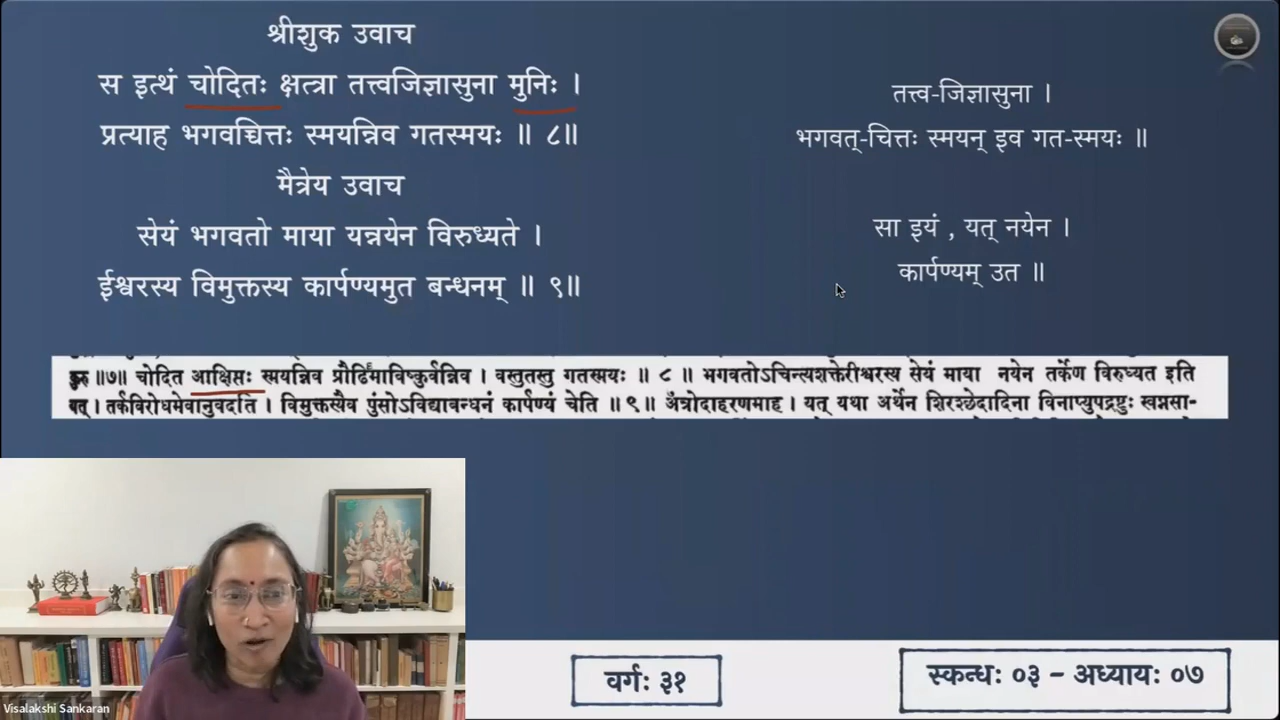 श्रीशुक उवाच
स इत्थं चोदितः क्षत्त्रा तत्त्वजिज्ञासुना मुनिः ।
प्रत्याह भगवच्चित्तः स्मयन्निव गतस्मयः ॥ ८॥
मैत्रेय उवाच
सेयं भगवतो माया यन्नयेन विरुध्यते ।
ईश्वरस्य विमुक्तस्य कार्पण्यमुत बन्धनम् ॥ ९॥
तत्त्व-जिज्ञासुना ।
भगवत्-चित्तः स्मयन् इव गत-स्मयः ॥
सा इयं , यत् नयेन ।
कार्पण्यम् उत ॥
॥७॥ चोदित आक्षिप्तः स्मयन्निव प्रौढिमाविष्कुर्वन्निव । वस्तुतस्तु गतस्मयः ॥ ८ ॥ भगवतोऽचिन्त्यशक्तेरीश्वरस्य सेयं माया नयेन तर्केण विरुध्यत इति
यत् । तर्कविरोधमेवानुवदति । विमुक्तस्यैव पुंसोऽविद्याबन्धनं कार्पण्यं चेति ॥ ९॥ अत्रोदाहरणमाह । यत् यथा अर्थेन शिरश्छेदादिना विनाप्युपद्रष्टुः स्वप्नसा-
Visalakshi Sankaran
वर्गः ३१
स्कन्धः ०३ – अध्यायः ०७